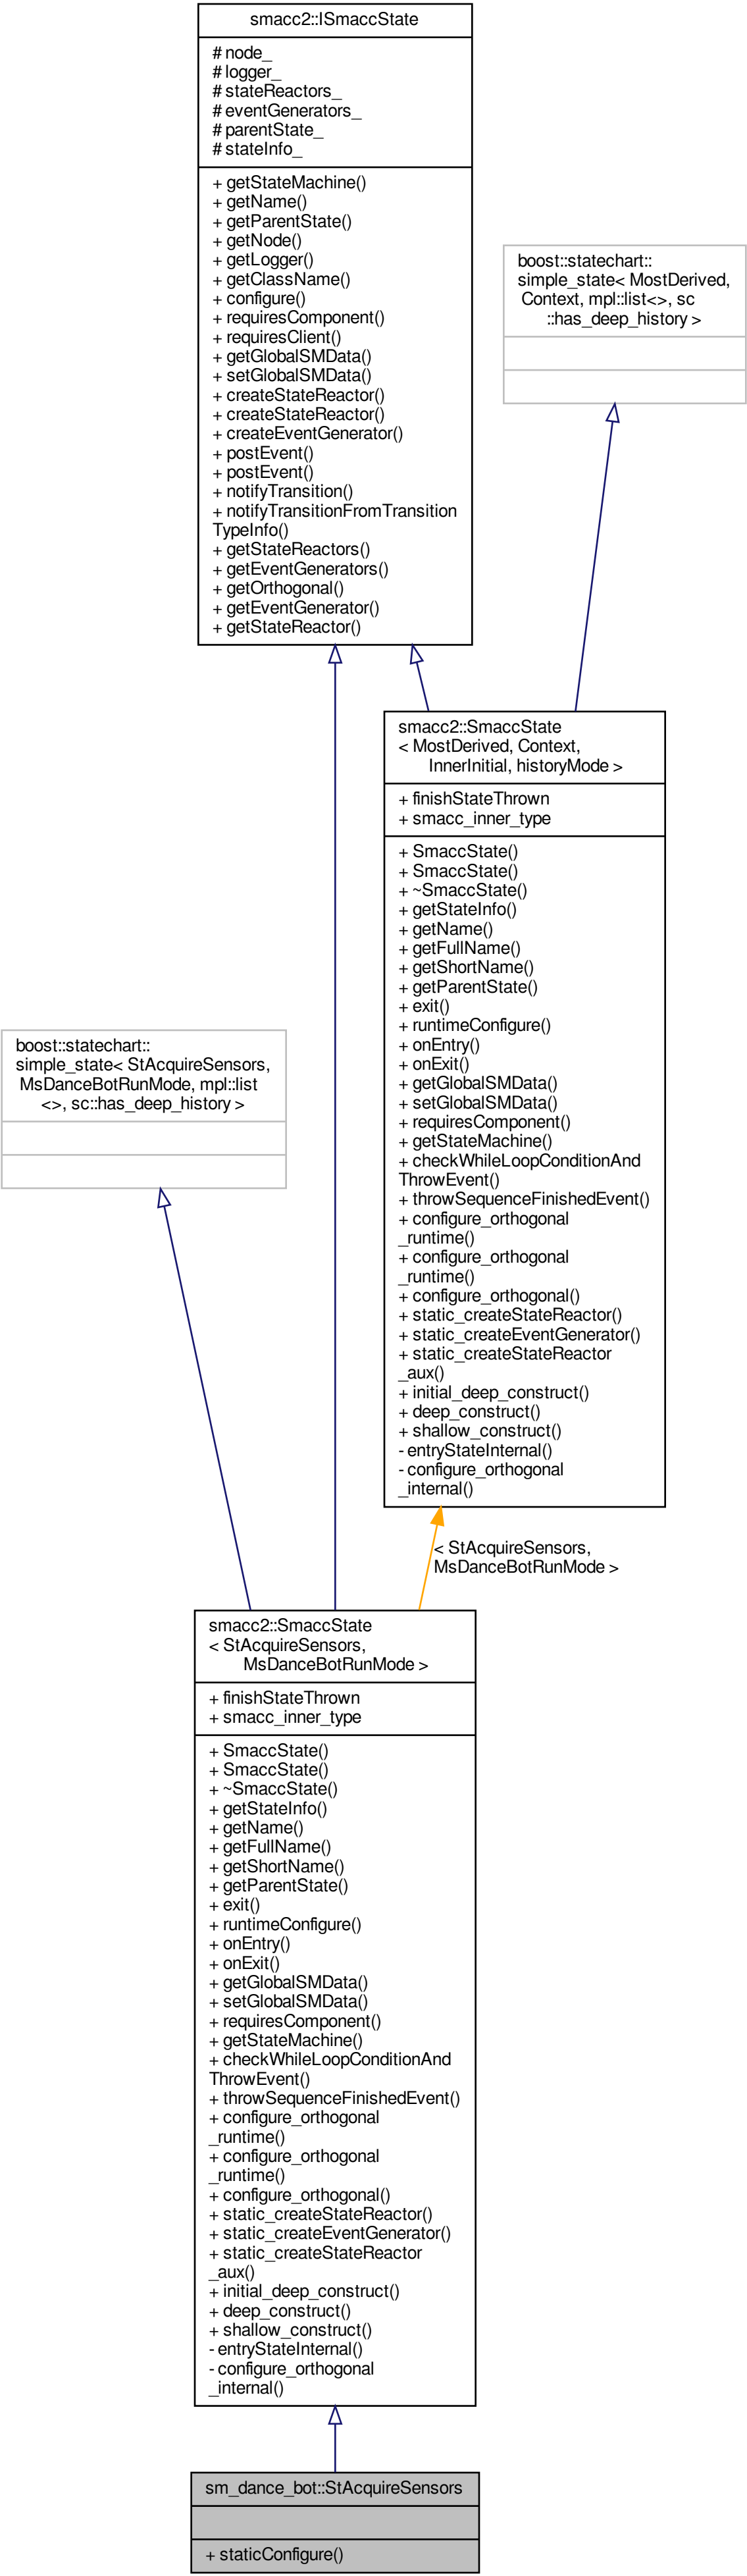 smacc2::ISmaccState
# node_
# logger_
# stateReactors_
# eventGenerators_
# parentState_
# stateInfo_
+ getStateMachine()
+ getName()
+ getParentState()
+ getNode()
+ getLogger()
+ getClassName()
+ configure()
+ requiresComponent()
+ requiresClient()
+ getGlobalSMData()
+ setGlobalSMData()
+ createStateReactor()
+ createStateReactor()
+ createEventGenerator()
+ postEvent()
+ postEvent()
+ notifyTransition()
+ notifyTransitionFromTransition
TypeInfo()
+ getStateReactors()
+ getEventGenerators()
+ getOrthogonal()
+ getEventGenerator()
+ getStateReactor()
boost::statechart::
simple_state< MostDerived,
Context, mpl::list<>, sc
::has_deep_history >
smacc2::SmaccState
< MostDerived, Context,
InnerInitial, historyMode >
+ finishStateThrown
+ smacc_inner_type
+ SmaccState()
+ SmaccState()
+ ~SmaccState()
+ getStateInfo()
+ getName()
+ getFullName()
+ getShortName()
+ getParentState()
+ exit()
+ runtimeConfigure()
+ onEntry()
+ onExit()
+ getGlobalSMData()
+ setGlobalSMData()
+ requiresComponent()
+ getStateMachine()
+ checkWhileLoopConditionAnd
ThrowEvent()
+ throwSequenceFinishedEvent()
+ configure_orthogonal
_runtime()
+ configure_orthogonal
_runtime()
+ configure_orthogonal()
+ static_createStateReactor()
+ static_createEventGenerator()
+ static_createStateReactor
_aux()
+ initial_deep_construct()
+ deep_construct()
+ shallow_construct()
- entryStateInternal()
- configure_orthogonal
_internal()
boost::statechart::
simple_state< StAcquireSensors,
MsDanceBotRunMode, mpl::list
<>, sc::has_deep_history >
< StAcquireSensors,
MsDanceBotRunMode >
smacc2::SmaccState
< StAcquireSensors,
MsDanceBotRunMode >
+ finishStateThrown
+ smacc_inner_type
+ SmaccState()
+ SmaccState()
+ ~SmaccState()
+ getStateInfo()
+ getName()
+ getFullName()
+ getShortName()
+ getParentState()
+ exit()
+ runtimeConfigure()
+ onEntry()
+ onExit()
+ getGlobalSMData()
+ setGlobalSMData()
+ requiresComponent()
+ getStateMachine()
+ checkWhileLoopConditionAnd
ThrowEvent()
+ throwSequenceFinishedEvent()
+ configure_orthogonal
_runtime()
+ configure_orthogonal
_runtime()
+ configure_orthogonal()
+ static_createStateReactor()
+ static_createEventGenerator()
+ static_createStateReactor
_aux()
+ initial_deep_construct()
+ deep_construct()
+ shallow_construct()
- entryStateInternal()
- configure_orthogonal
_internal()
sm_dance_bot::StAcquireSensors
+ staticConfigure()